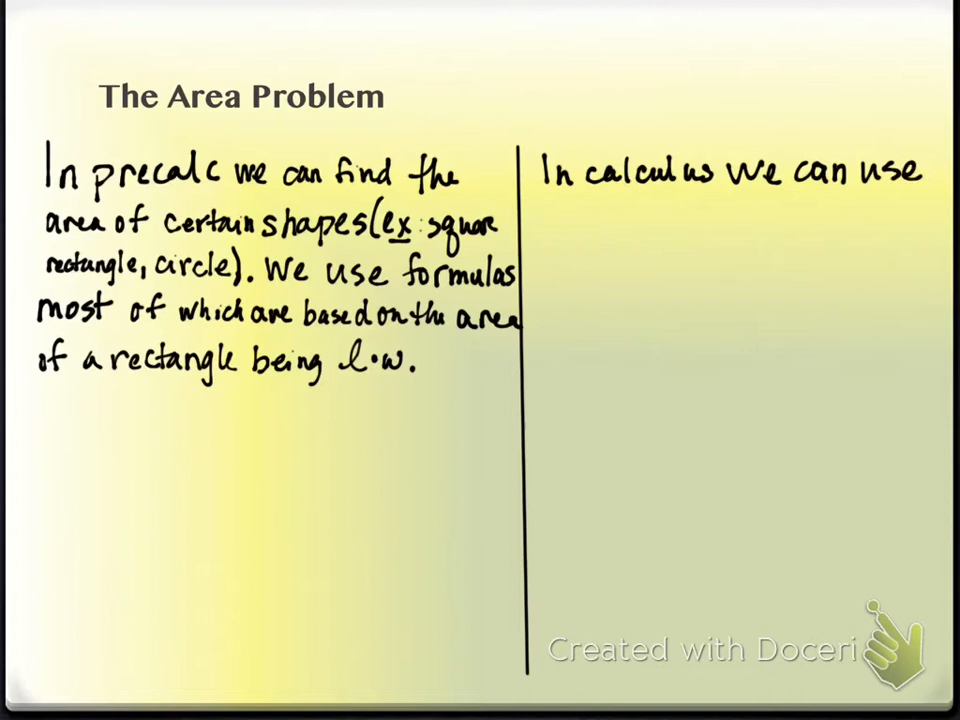 The Area Problem
In precalc we can find the
area of certain shapes (ex: square
rectangle, circle). We use formulas
most of which are based on the area
of a rectangle being l·w.
In calculus we can use
Created with Doceri